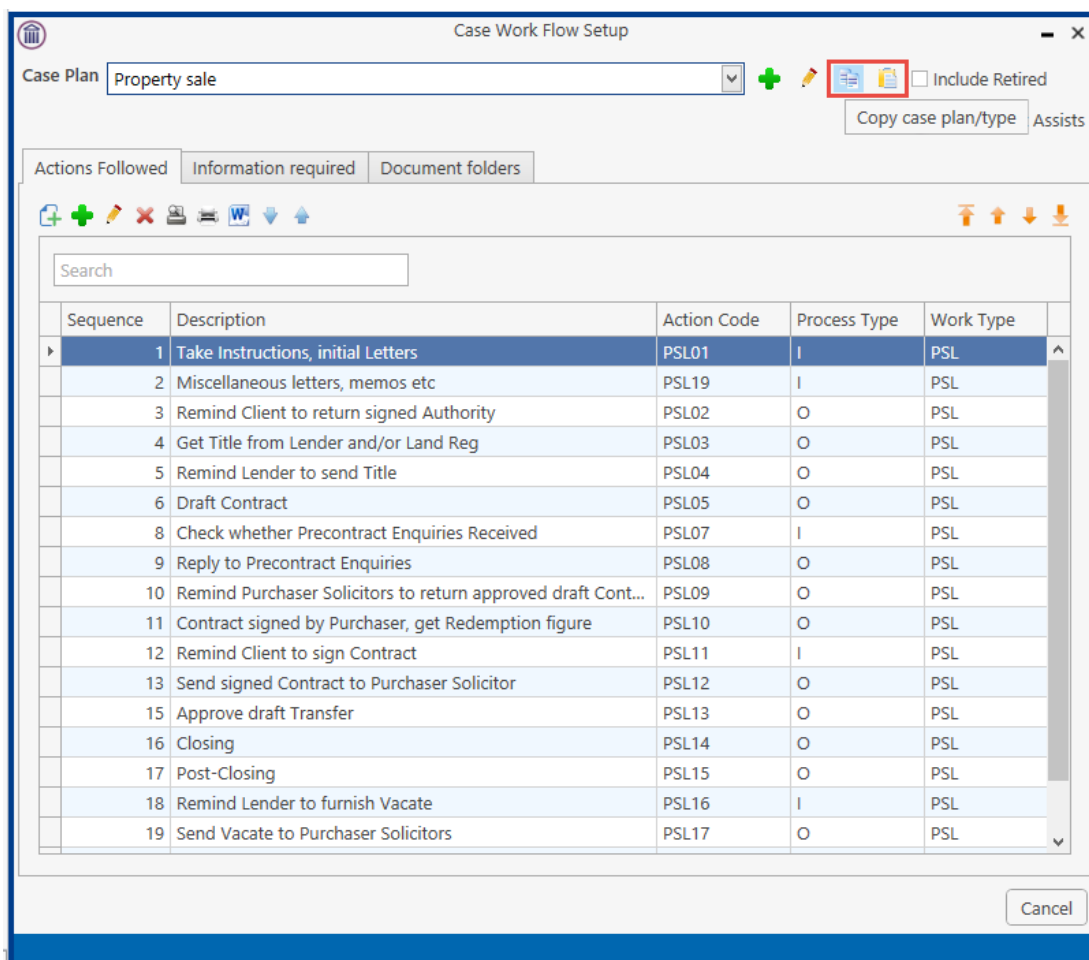 Case Work Flow Setup
Case Plan Property sale Include Retired
Copy case plan/type Assists
Actions Followed Information required Document folders
Search
Sequence Description Action Code Process Type Work Type
1 Take Instructions, initial Letters PSL01 I PSL
2 Miscellaneous letters, memos etc PSL19 I PSL
3 Remind Client to return signed Authority PSL02 O PSL
4 Get Title from Lender and/or Land Reg PSL03 O PSL
5 Remind Lender to send Title PSL04 O PSL
6 Draft Contract PSL05 O PSL
8 Check whether Precontract Enquiries Received PSL07 I PSL
9 Reply to Precontract Enquiries PSL08 O PSL
10 Remind Purchaser Solicitors to return approved draft Cont... PSL09 O PSL
11 Contract signed by Purchaser, get Redemption figure PSL10 O PSL
12 Remind Client to sign Contract PSL11 I PSL
13 Send signed Contract to Purchaser Solicitor PSL12 O PSL
15 Approve draft Transfer PSL13 O PSL
16 Closing PSL14 O PSL
17 Post-Closing PSL15 O PSL
18 Remind Lender to furnish Vacate PSL16 I PSL
19 Send Vacate to Purchaser Solicitors PSL17 O PSL
Cancel